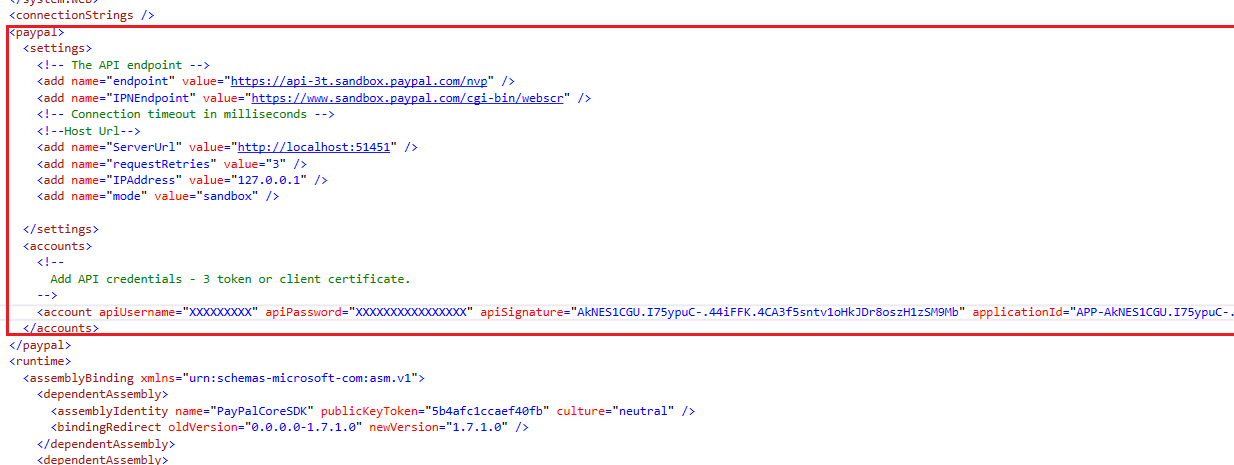 </system.web>
<connectionStrings />
<paypal>
<settings>
<!-- The API endpoint -->
<add name="endpoint" value="https://api-3t.sandbox.paypal.com/nvp" />
<add name="IPNEndpoint" value="https://www.sandbox.paypal.com/cgi-bin/webscr" />
<!-- Connection timeout in milliseconds -->
<!--Host Url-->
<add name="ServerUrl" value="http://localhost:51451" />
<add name="requestRetries" value="3" />
<add name="IPAddress" value="127.0.0.1" />
<add name="mode" value="sandbox" />
</settings>
<accounts>
<!--
Add API credentials - 3 token or client certificate.
-->
<account apiUsername="XXXXXXXXX" apiPassword="XXXXXXXXXXXXXXXX" apiSignature="AkNES1CGU.I75ypuC-.44iFFK.4CA3f5sntv1oHkJDr8oszH1zSM9Mb" applicationId="APP-AkNES1CGU.I75ypuC-.
</accounts>
</paypal>
<runtime>
<assemblyBinding xmlns="urn:schemas-microsoft-com:asm.v1">
<dependentAssembly>
<assemblyIdentity name="PayPalCoreSDK" publicKeyToken="5b4afc1ccaef40fb" culture="neutral" />
<bindingRedirect oldVersion="0.0.0.0-1.7.1.0" newVersion="1.7.1.0" />
</dependentAssembly>
<dependentAssembly>